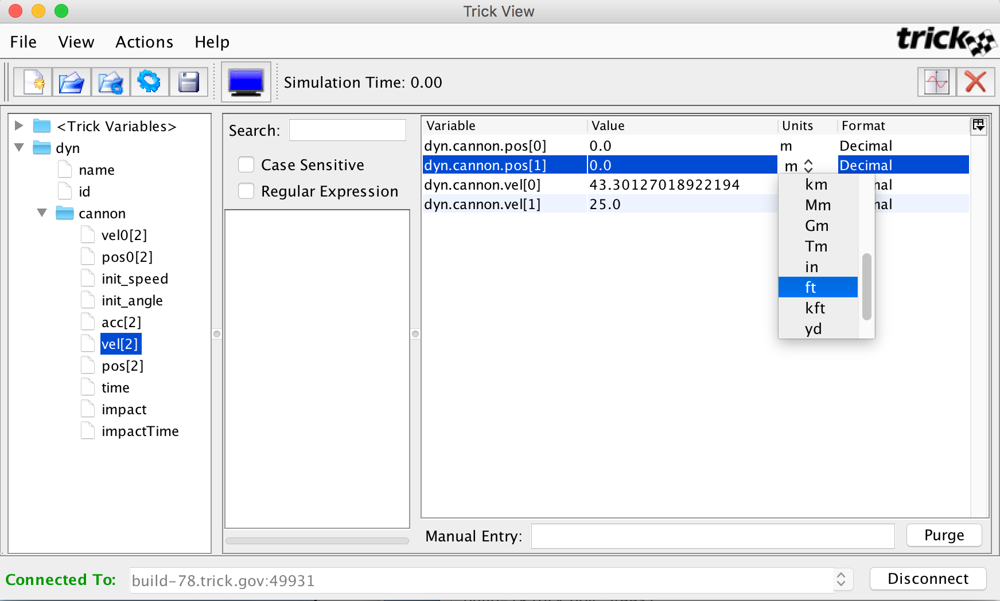 Trick View
File View Actions Help
trick
Simulation Time: 0.00
<Trick Variables>
dyn
name
id
cannon
vel0[2]
pos0[2]
init_speed
init_angle
acc[2]
vel[2]
pos[2]
time
impact
impactTime
Search:
Case Sensitive
Regular Expression
Variable Value Units Format
dyn.cannon.pos[0] 0.0 m Decimal
dyn.cannon.pos[1] 0.0 m Decimal
dyn.cannon.vel[0] 43.30127018922194 nal
dyn.cannon.vel[1] 25.0 nal
km
Mm
Gm
Tm
in
ft
kft
yd
Manual Entry:
Purge
Connected To: build-78.trick.gov:49931 Disconnect